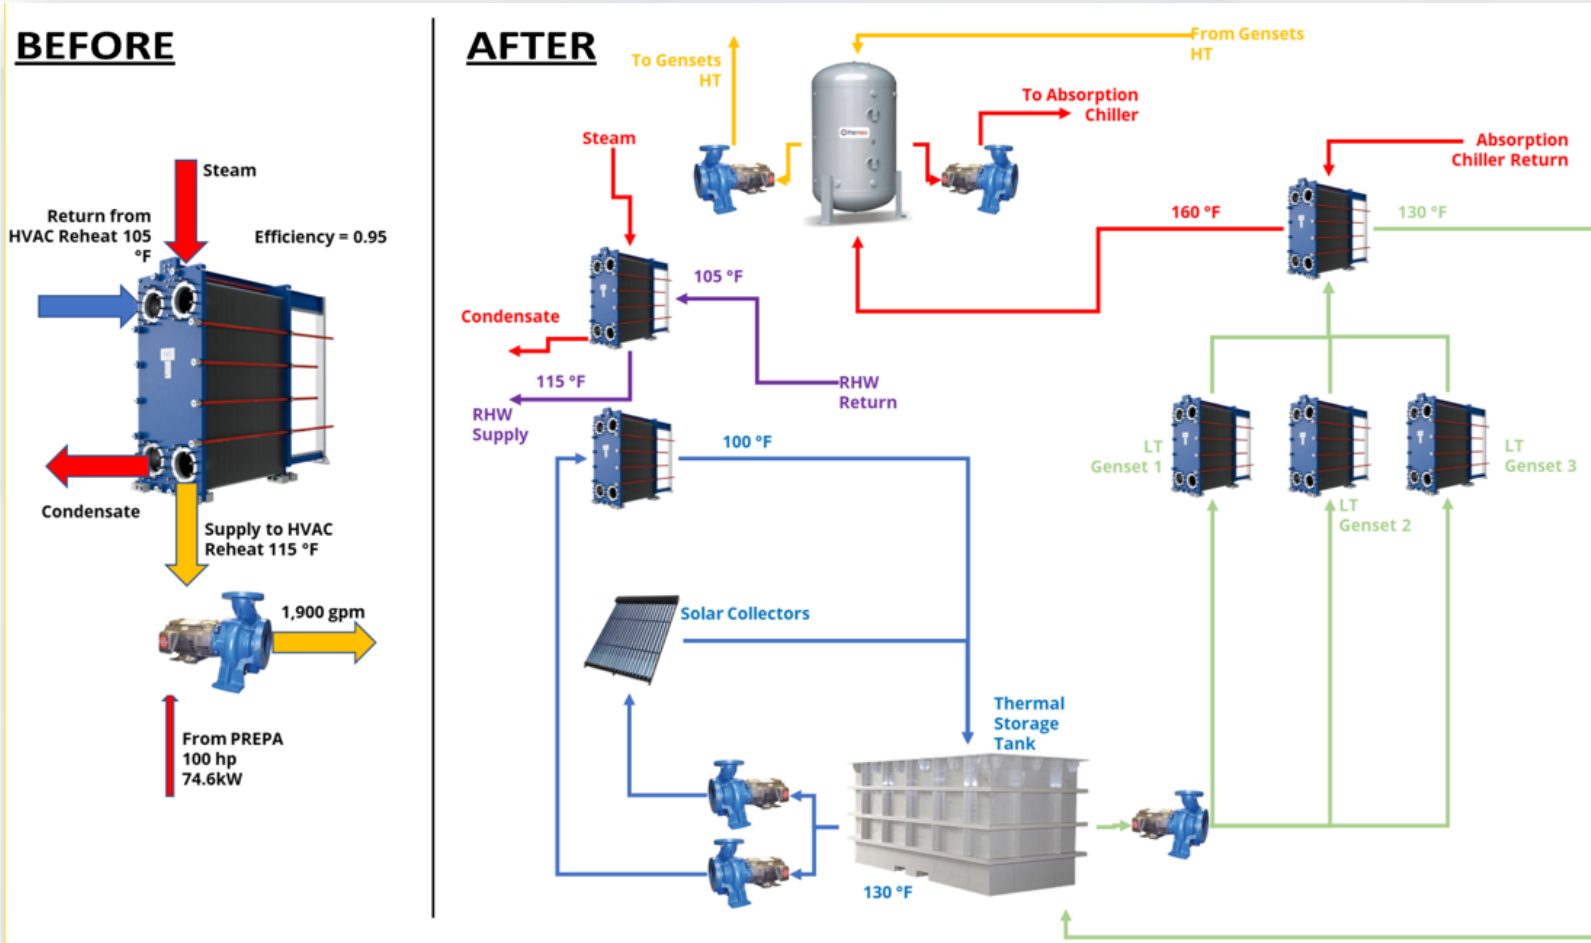 BEFORE
Steam
Return from
HVAC Reheat 105
°F
Efficiency = 0.95
Condensate
Supply to HVAC
Reheat 115 °F
1,900 gpm
From PREPA
100 hp
74.6kW
AFTER
To Gensets
HT
From Gensets
HT
To Absorption
Chiller
Steam
Absorption
Chiller Return
160 °F
130 °F
105 °F
Condensate
115 °F
RHW
Supply
RHW
Return
100 °F
LT
Genset 1
LT
Genset 2
LT
Genset 3
Solar Collectors
Thermal
Storage
Tank
130 °F